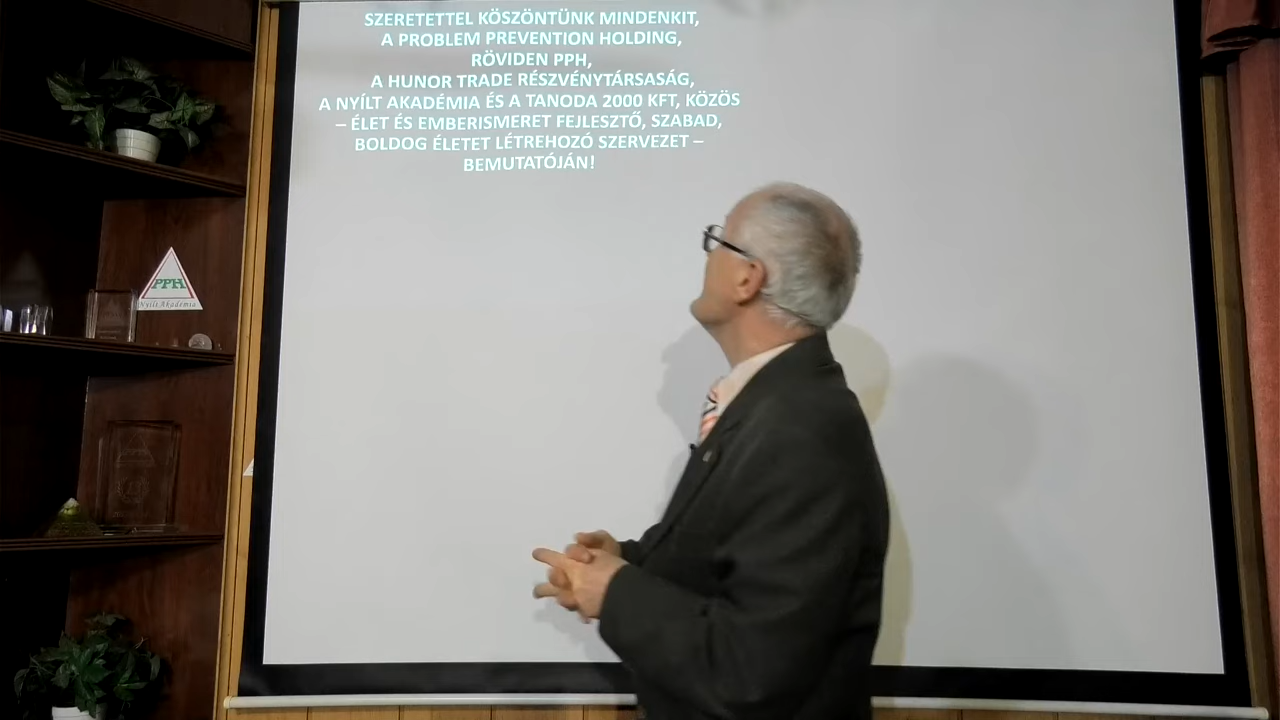 SZERETETTEL KÖSZÖNTÜNK MINDENKIT,
A PROBLEM PREVENTION HOLDING,
RÖVIDEN PPH,
A HUNOR TRADE RÉSZVÉNYTÁRSASÁG,
A NYÍLT AKADÉMIA ÉS A TANODA 2000 KFT, KÖZÖS
– ÉLET ÉS EMBERISMERET FEJLESZTŐ, SZABAD,
BOLDOG ÉLETET LÉTREHOZÓ SZERVEZET –
BEMUTATÓJÁN!
PPH
Nyílt Akadémia